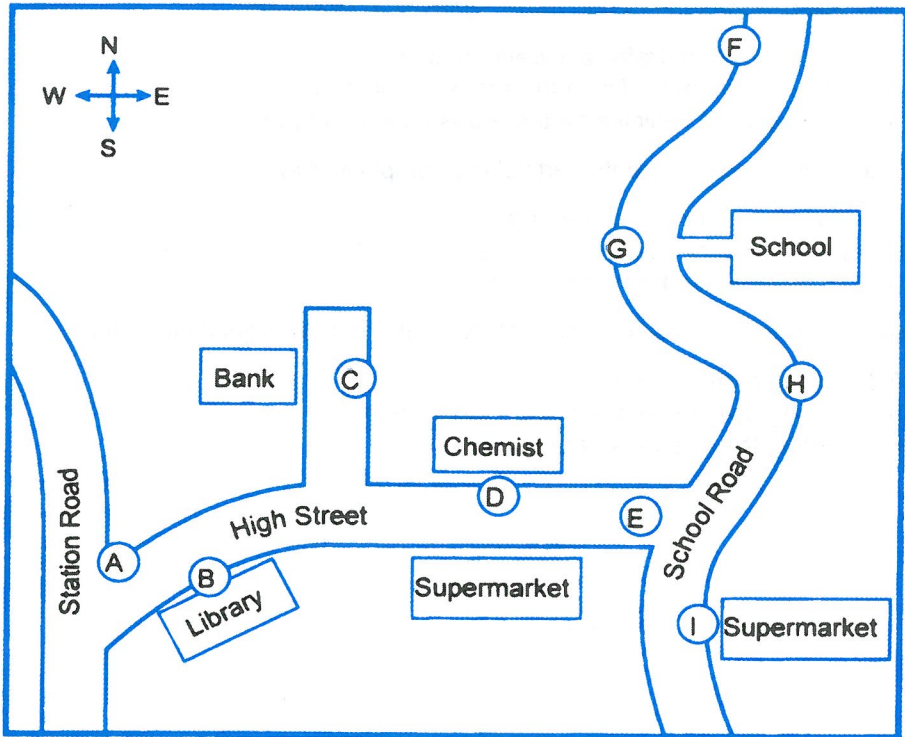 N
W E
S
F
G
School
Bank
C
H
Chemist
D
E
High Street
School Road
Station Road
A
B
Library
Supermarket
I
Supermarket